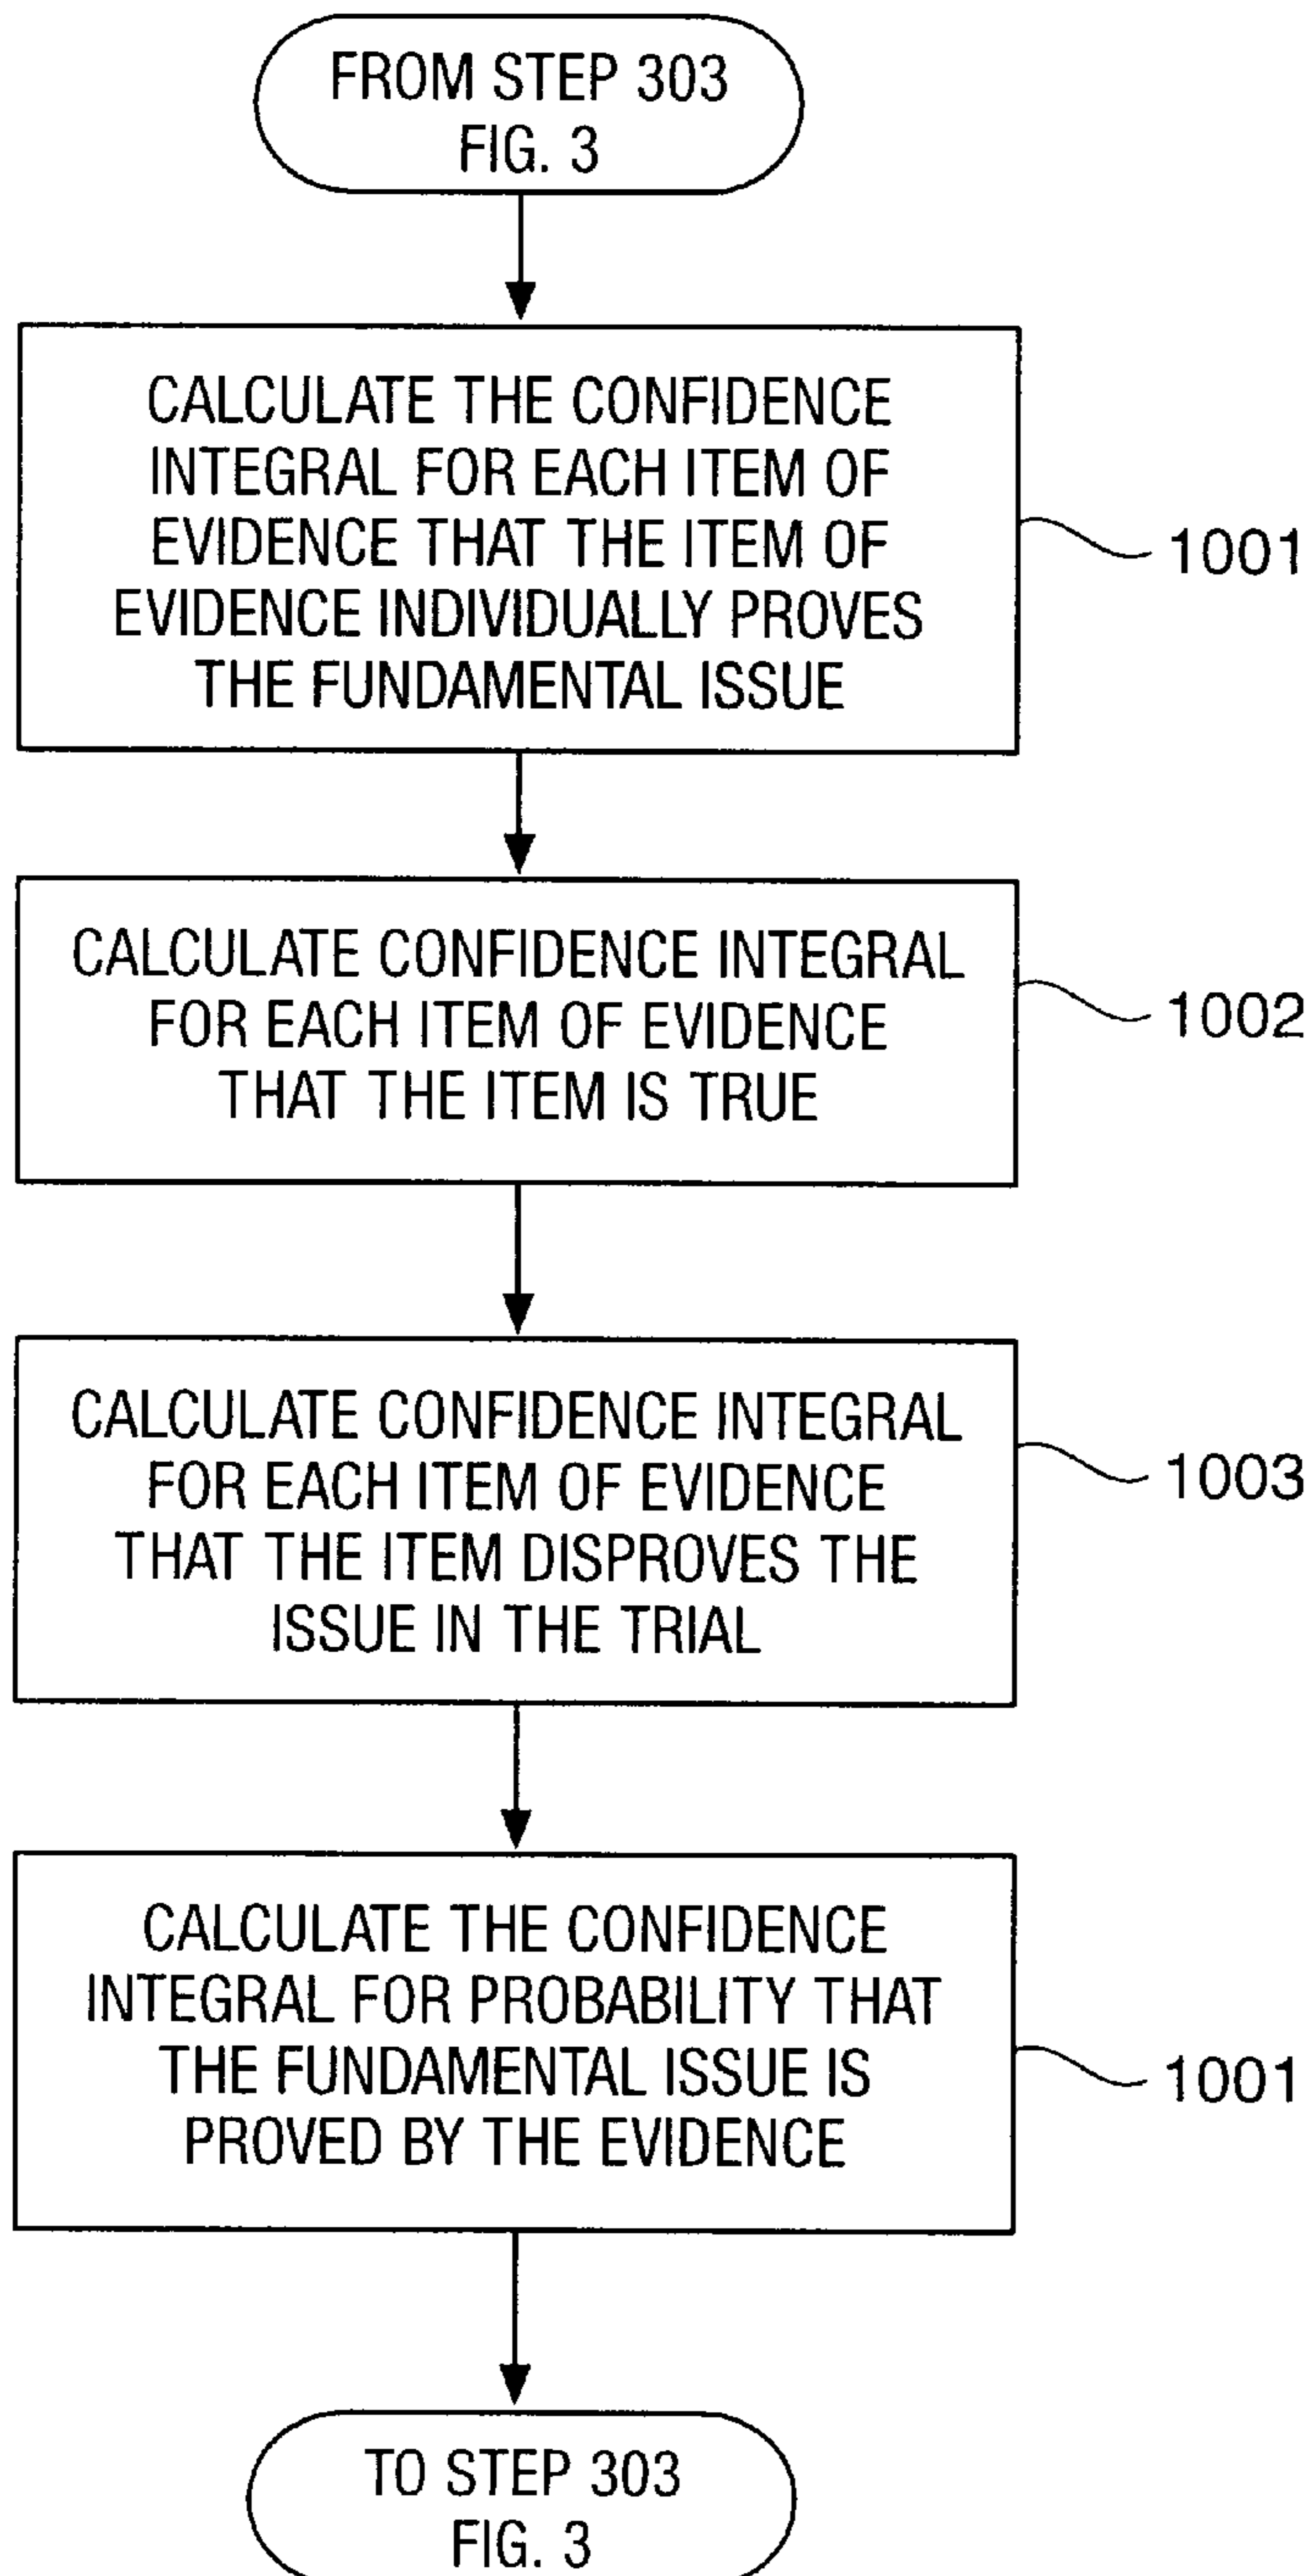 FROM STEP 303
FIG. 3
CALCULATE THE CONFIDENCE
INTEGRAL FOR EACH ITEM OF
EVIDENCE THAT THE ITEM OF
EVIDENCE INDIVIDUALLY PROVES
THE FUNDAMENTAL ISSUE
1001
CALCULATE CONFIDENCE INTEGRAL
FOR EACH ITEM OF EVIDENCE
THAT THE ITEM IS TRUE
1002
CALCULATE CONFIDENCE INTEGRAL
FOR EACH ITEM OF EVIDENCE
THAT THE ITEM DISPROVES THE
ISSUE IN THE TRIAL
1003
CALCULATE THE CONFIDENCE
INTEGRAL FOR PROBABILITY THAT
THE FUNDAMENTAL ISSUE IS
PROVED BY THE EVIDENCE
1001
TO STEP 303
FIG. 3